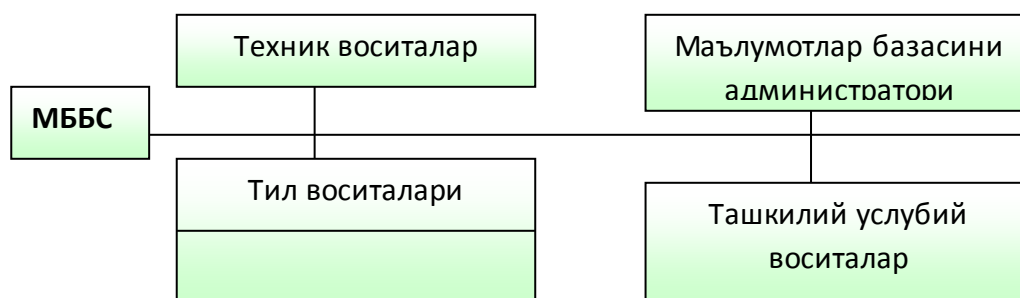 Техник воситалар
Маълумотлар базасини
администратори
МББС
Тил воситалари
Ташкилий услубий
воситалар